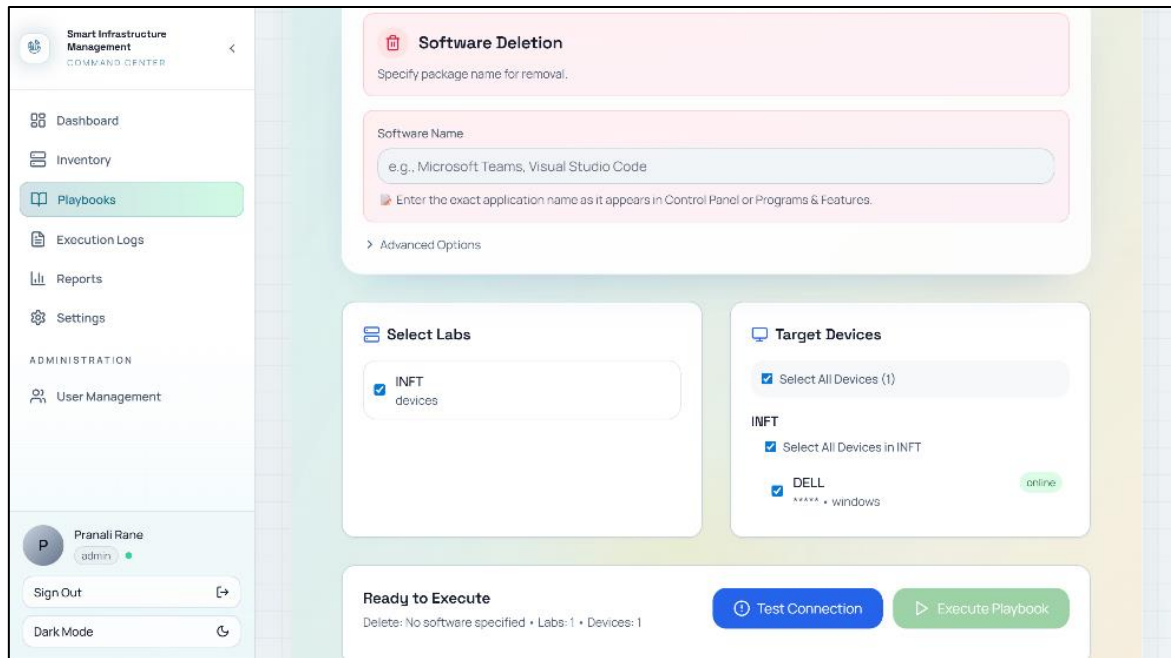 Smart Infrastructure
Management
COMMAND CENTER
Dashboard
Inventory
Playbooks
Execution Logs
Reports
Settings
ADMINISTRATION
User Management
P
Pranali Rane
admin
Sign Out
Dark Mode
Software Deletion
Specify package name for removal.
Software Name
e.g., Microsoft Teams, Visual Studio Code
Enter the exact application name as it appears in Control Panel or Programs & Features.
Advanced Options
Select Labs
INFT
devices
Target Devices
Select All Devices (1)
INFT
Select All Devices in INFT
DELL
online
***** • windows
Ready to Execute
Delete: No software specified • Labs: 1 • Devices: 1
Test Connection
Execute Playbook